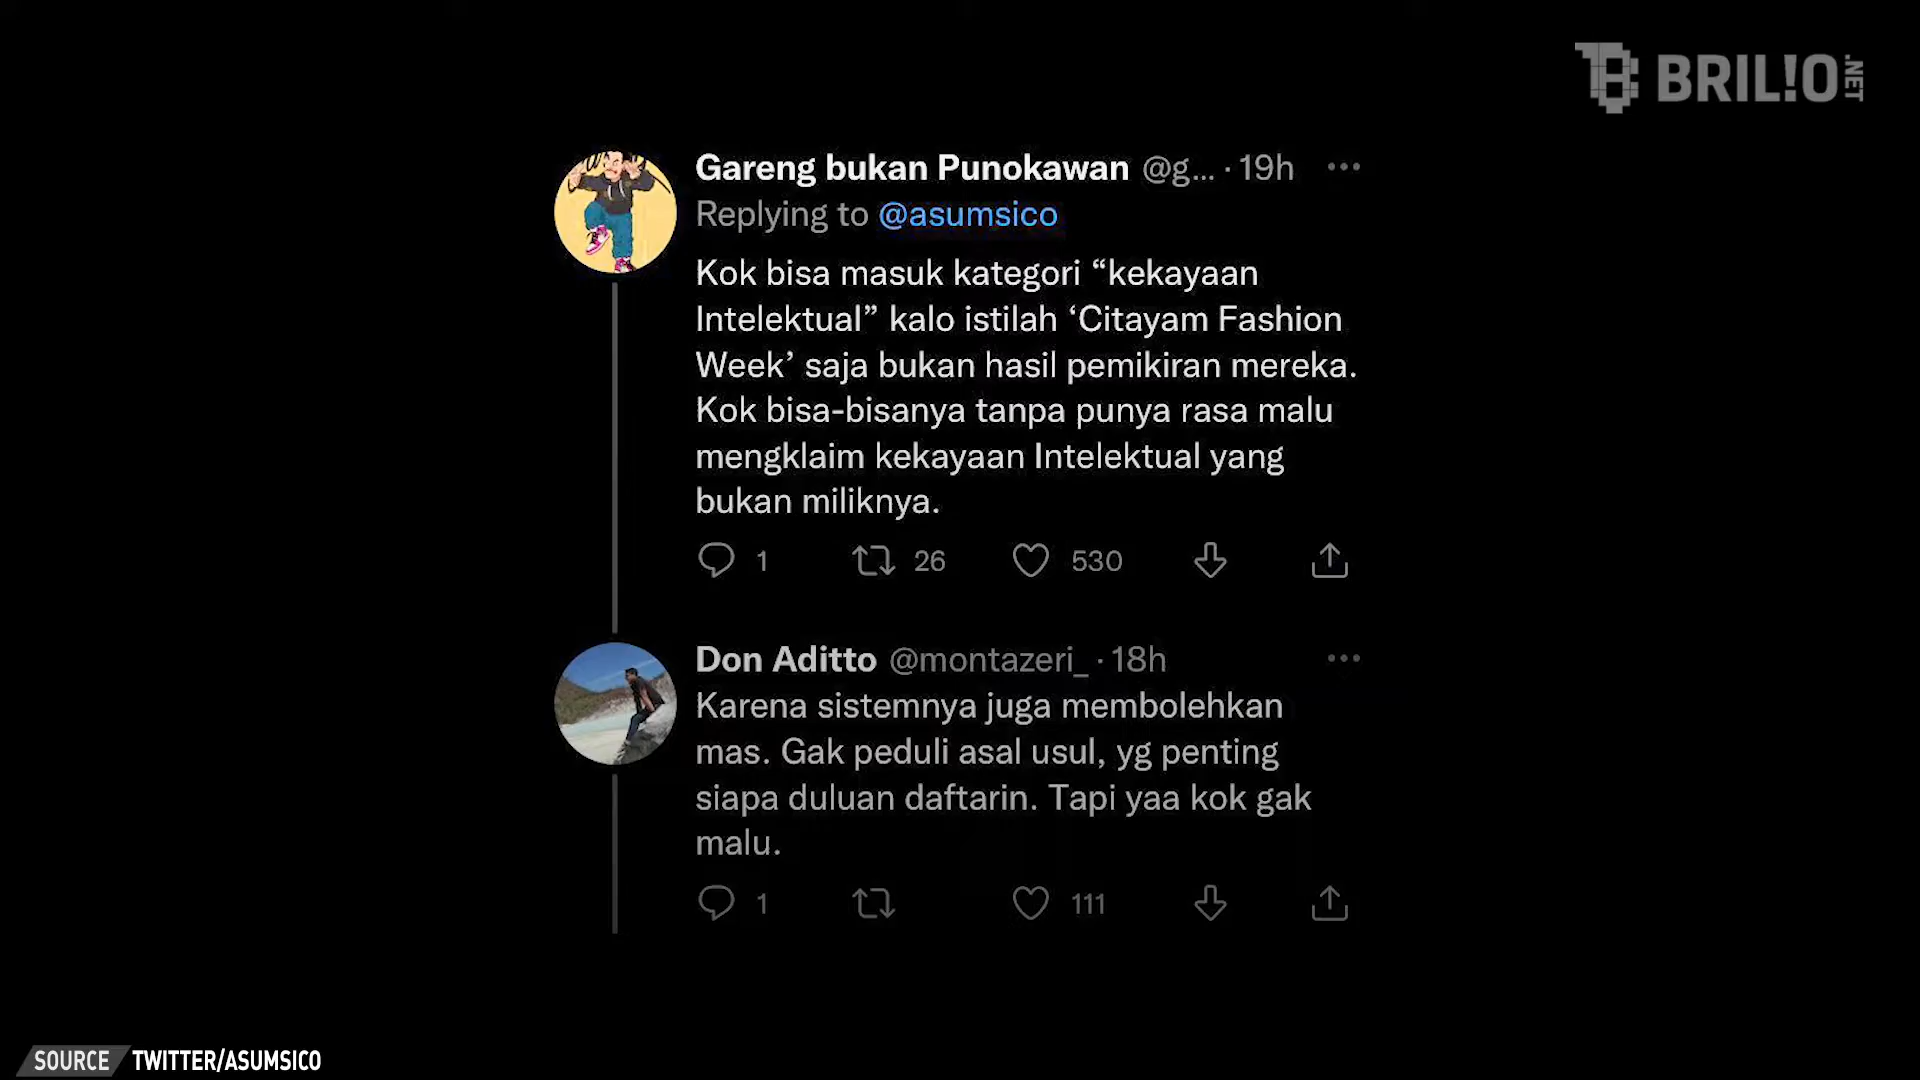 BRIL!O.NET
Gareng bukan Punokawan @g... · 19h
Replying to @asumsico
Kok bisa masuk kategori “kekayaan
Intelektual” kalo istilah ‘Citayam Fashion
Week’ saja bukan hasil pemikiran mereka.
Kok bisa-bisanya tanpa punya rasa malu
mengklaim kekayaan Intelektual yang
bukan miliknya.
1 26 530
Don Aditto @montazeri_ · 18h
Karena sistemnya juga membolehkan
mas. Gak peduli asal usul, yg penting
siapa duluan daftarin. Tapi yaa kok gak
malu.
1 111
SOURCE TWITTER/ASUMSICO